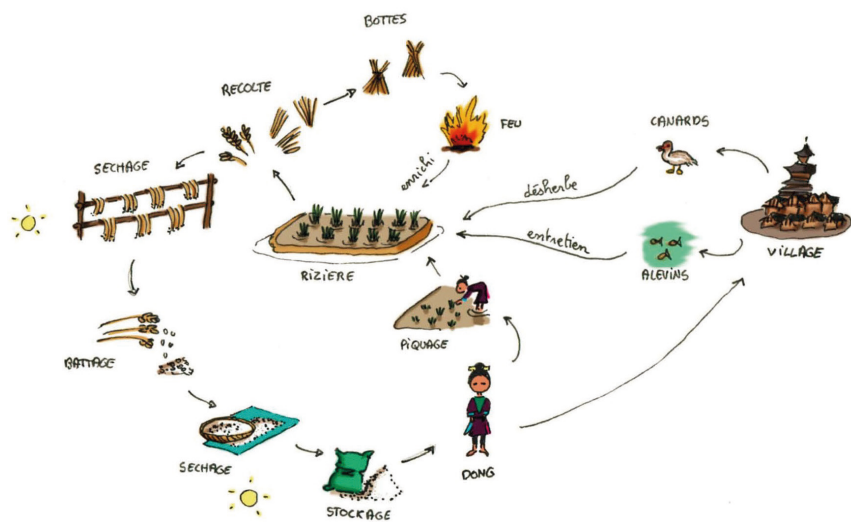 BOTTES
RECOLTE
FEU
CANARDS
SECHAGE
enrichi
désherbe
entretien
VILLAGE
RIZIERE
ALEVINS
PIQUAGE
BATTAGE
SECHAGE
DONG
STOCKAGE